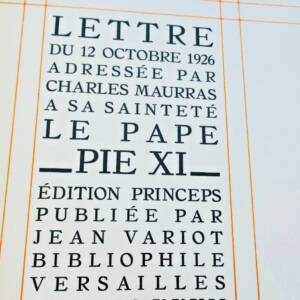 LETTRE
DU 12 OCTOBRE 1926
ADRESSÉE PAR
CHARLES MAURRAS
A SA SAINTETÉ
LE PAPE
PIE XI
ÉDITION PRINCEPS
PUBLIÉE PAR
JEAN VARIOT
BIBLIOPHILE
VERSAILLES